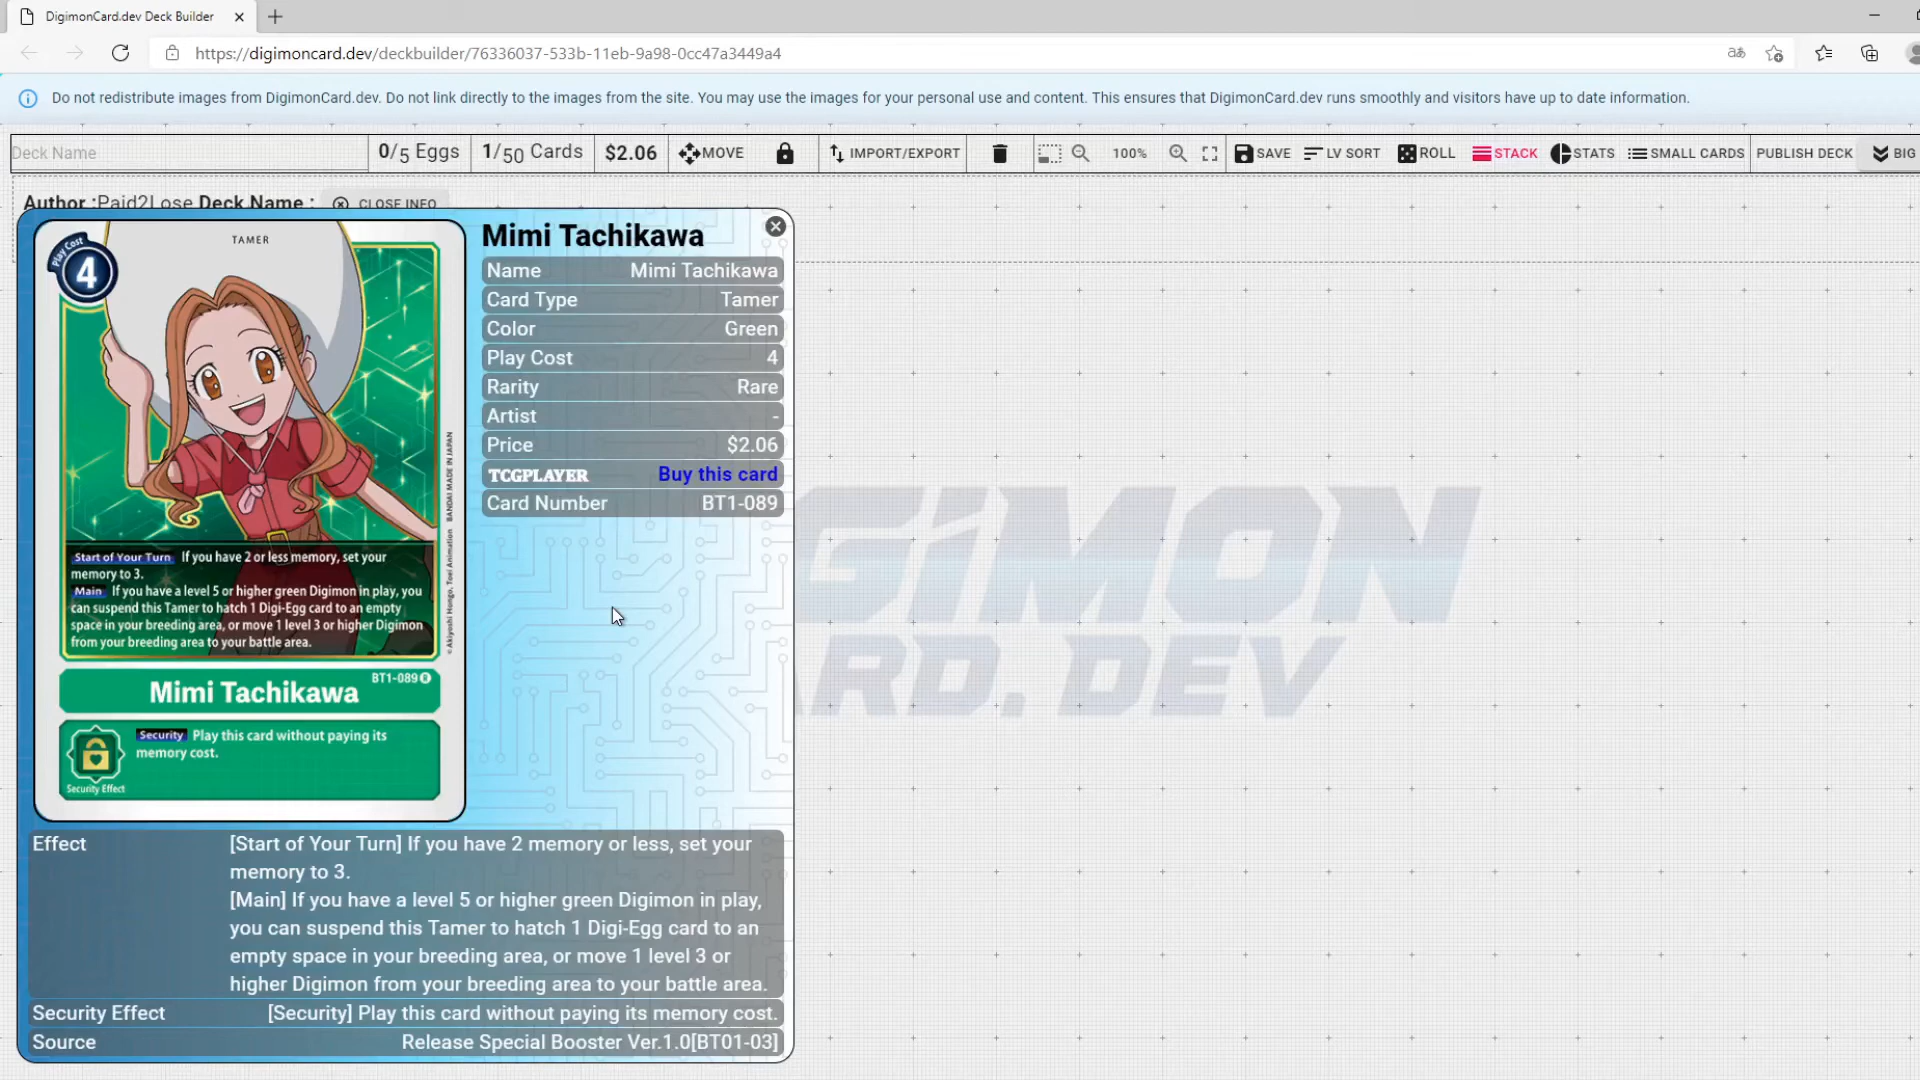 DigimonCard.dev Deck Builder
https://digimoncard.dev/deckbuilder/76336037-533b-11eb-9a98-0cc47a3449a4
Do not redistribute images from DigimonCard.dev. Do not link directly to the images from the site. You may use the images for your personal use and content. This ensures that DigimonCard.dev runs smoothly and visitors have up to date information.
Deck Name 0/5 Eggs 1/50 Cards $2.06 MOVE IMPORT/EXPORT 100% SAVE LV SORT ROLL STACK STATS SMALL CARDS PUBLISH DECK BIG
Author :Paid2Lose Deck Name : CLOSE INFO
TAMER
Play Cost
4
Start of Your Turn If you have 2 or less memory, set your
memory to 3.
Main If you have a level 5 or higher green Digimon in play, you
can suspend this Tamer to hatch 1 Digi-Egg card to an empty
space in your breeding area, or move 1 level 3 or higher Digimon
from your breeding area to your battle area.
©Akiyoshi Hongo, Toei Animation BANDAI MADE IN JAPAN
BT1-089 R
Mimi Tachikawa
Security Play this card without paying its
memory cost.
Security Effect
Mimi Tachikawa
Name Mimi Tachikawa
Card Type Tamer
Color Green
Play Cost 4
Rarity Rare
Artist -
Price $2.06
TCGPLAYER Buy this card
Card Number BT1-089
Effect [Start of Your Turn] If you have 2 memory or less, set your
memory to 3.
[Main] If you have a level 5 or higher green Digimon in play,
you can suspend this Tamer to hatch 1 Digi-Egg card to an
empty space in your breeding area, or move 1 level 3 or
higher Digimon from your breeding area to your battle area.
Security Effect [Security] Play this card without paying its memory cost.
Source Release Special Booster Ver.1.0[BT01-03]
GiMON
ARD.DEV